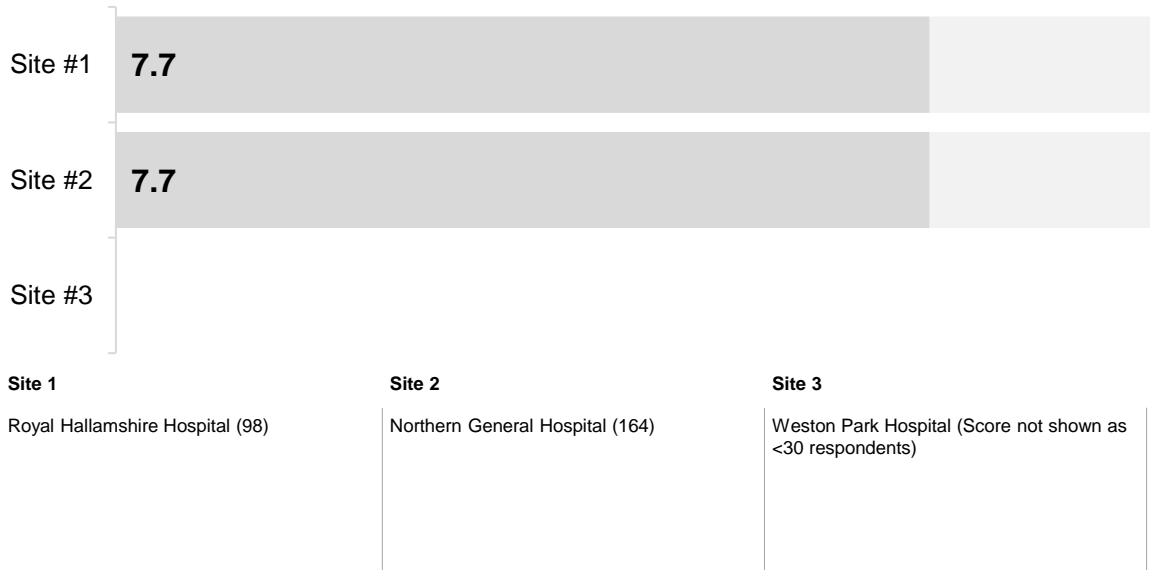 Site #1
7.7
Site #2
7.7
Site #3
Site 1
Royal Hallamshire Hospital (98)
Site 2
Northern General Hospital (164)
Site 3
Weston Park Hospital (Score not shown as
<30 respondents)